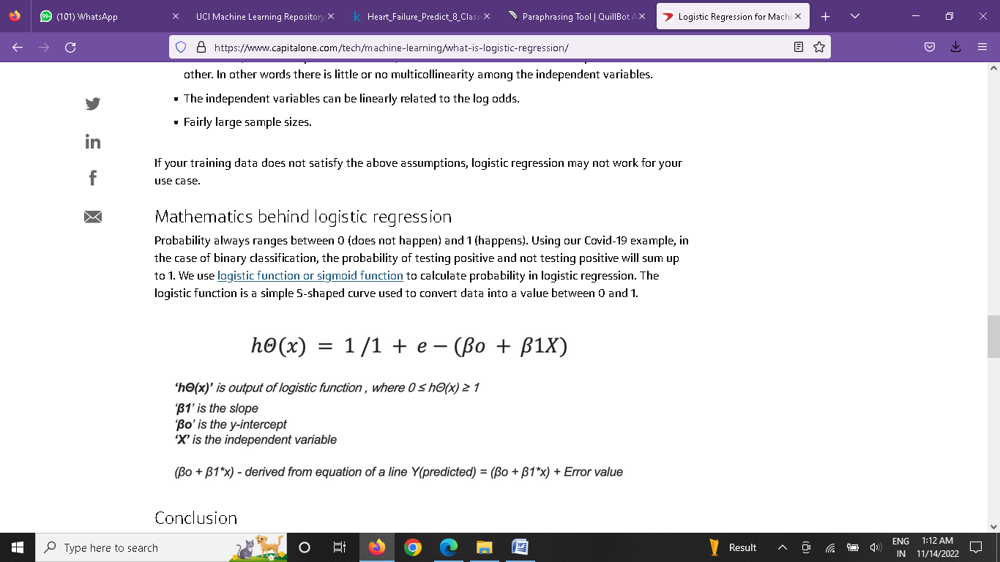 (101) WhatsApp
UCI Machine Learning Repository
Heart_Failure_Predict_8_Classi
Paraphrasing Tool | QuillBot A
Logistic Regression for Machi
https://www.capitalone.com/tech/machine-learning/what-is-logistic-regression/
other. In other words there is little or no multicollinearity among the independent variables.
• The independent variables can be linearly related to the log odds.
• Fairly large sample sizes.
If your training data does not satisfy the above assumptions, logistic regression may not work for your
use case.
Mathematics behind logistic regression
Probability always ranges between 0 (does not happen) and 1 (happens). Using our Covid-19 example, in
the case of binary classification, the probability of testing positive and not testing positive will sum up
to 1. We use logistic function or sigmoid function to calculate probability in logistic regression. The
logistic function is a simple S-shaped curve used to convert data into a value between 0 and 1.
hΘ(x) = 1 /1 + e − (βo + β1X)
‘hΘ(x)’ is output of logistic function , where 0 ≤ hΘ(x) ≥ 1
‘β1’ is the slope
‘βo’ is the y-intercept
‘X’ is the independent variable
(βo + β1*x) - derived from equation of a line Y(predicted) = (βo + β1*x) + Error value
Conclusion
Type here to search
Result
ENG
IN
1:12 AM
11/14/2022